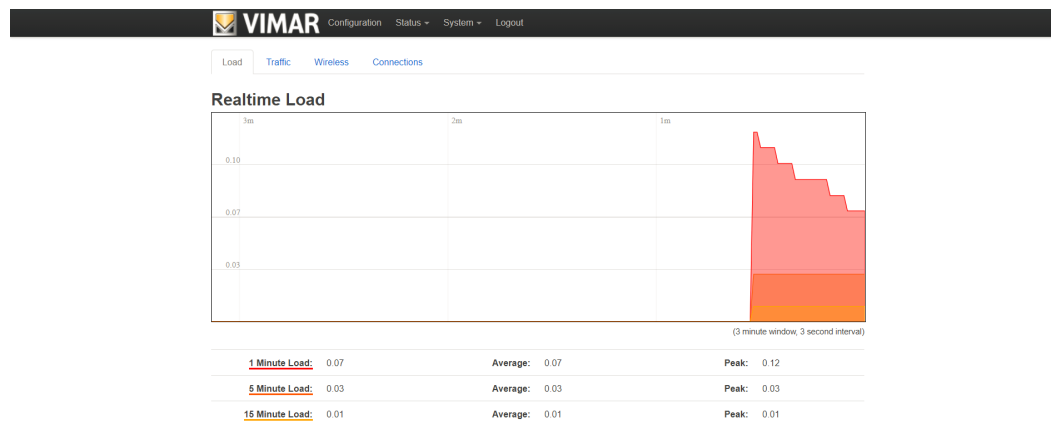 VIMAR Configuration Status System Logout
Load Traffic Wireless Connections
Realtime Load
3m 2m 1m
0.10
0.07
0.03
(3 minute window, 3 second interval)
1 Minute Load: 0.07 Average: 0.07 Peak: 0.12
5 Minute Load: 0.03 Average: 0.03 Peak: 0.03
15 Minute Load: 0.01 Average: 0.01 Peak: 0.01